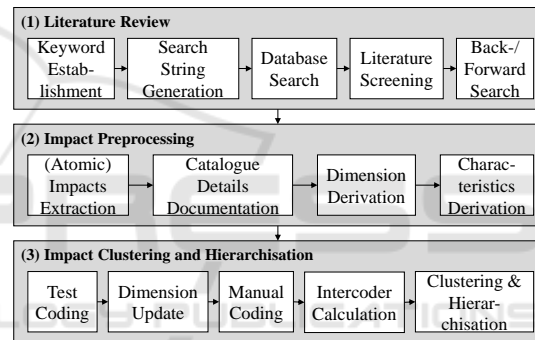 (1) Literature Review
Keyword
Estab-
lishment
Search
String
Generation
Database
Search
Literature
Screening
Back-/
Forward
Search
(2) Impact Preprocessing
(Atomic)
Impacts
Extraction
Catalogue
Details
Documentation
Dimension
Derivation
Charac-
teristics
Derivation
(3) Impact Clustering and Hierarchisation
Test
Coding
Dimension
Update
Manual
Coding
Intercoder
Calculation
Clustering &
Hierar-
chisation